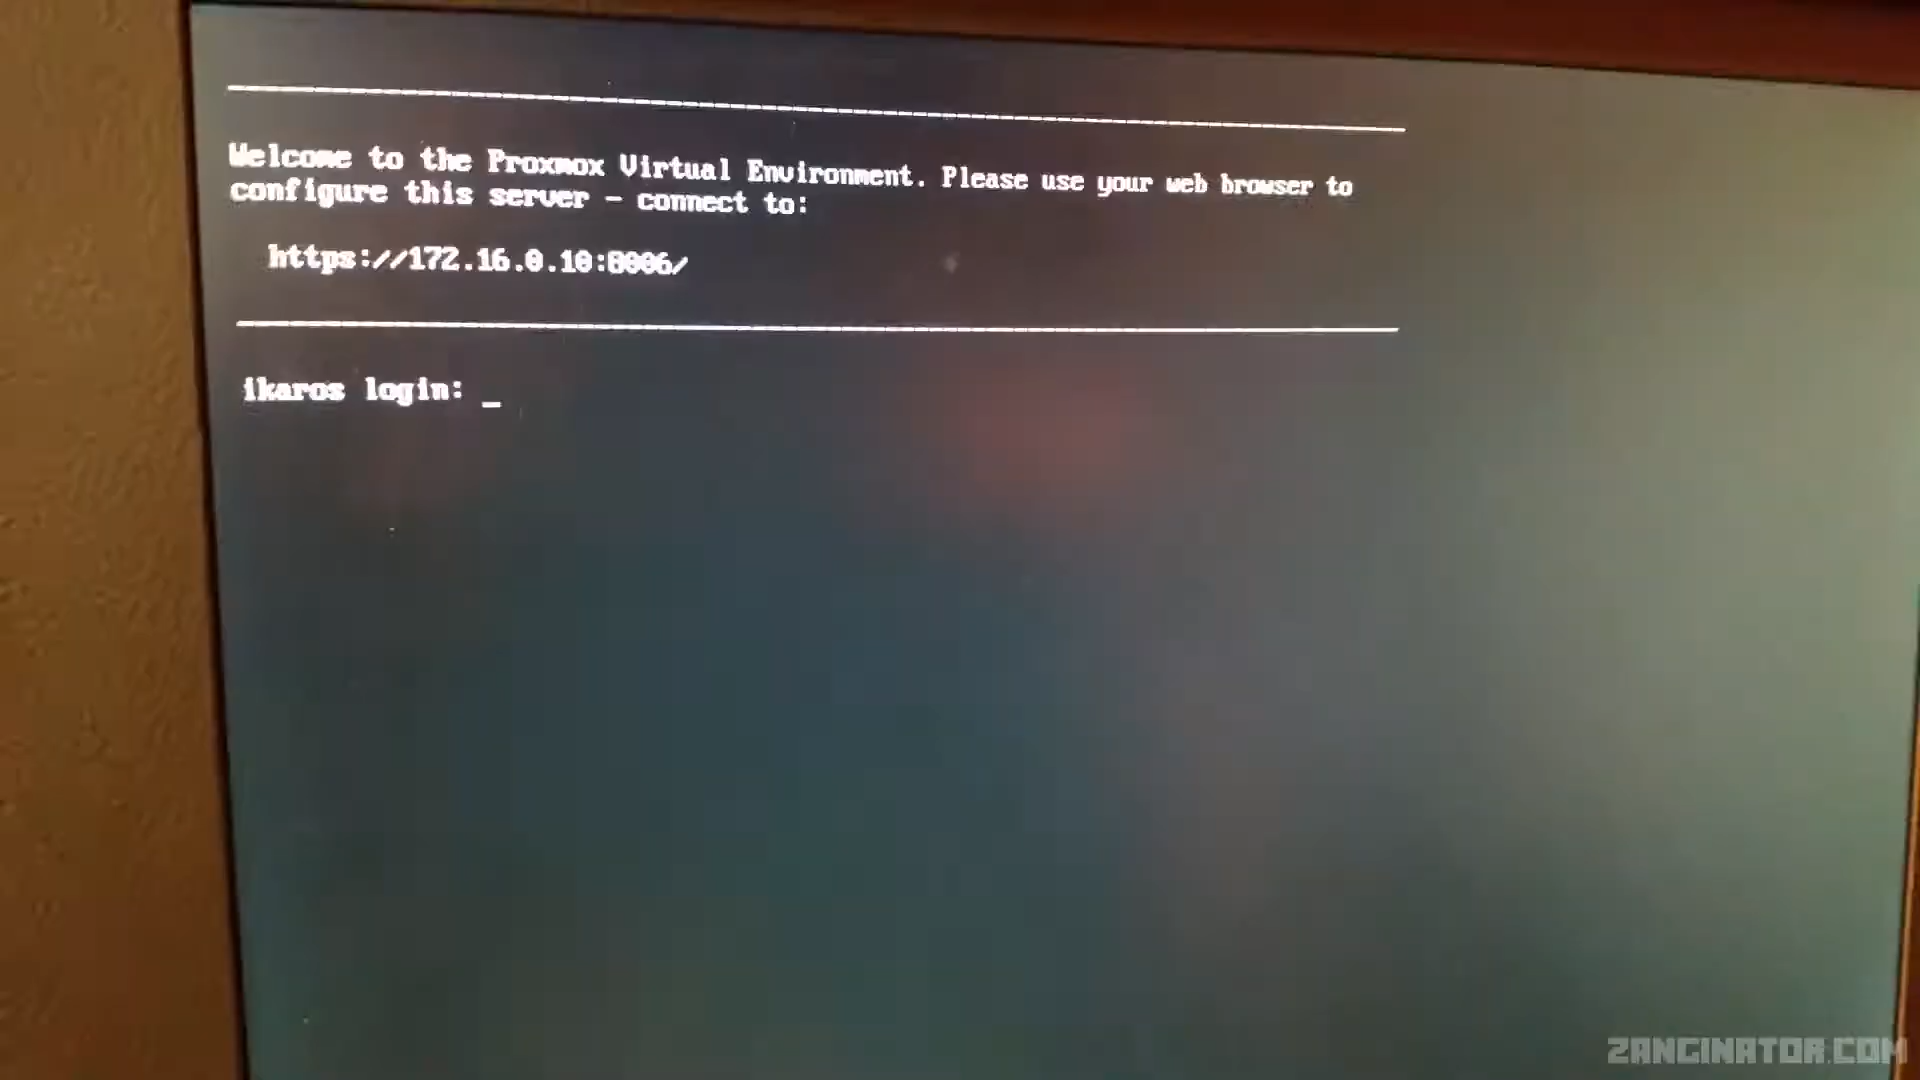 Welcome to the Proxmox Virtual Environment. Please use your web browser to
configure this server - connect to:
https://172.16.0.10:8006/
ikaros login: _
ZANGINATOR.COM